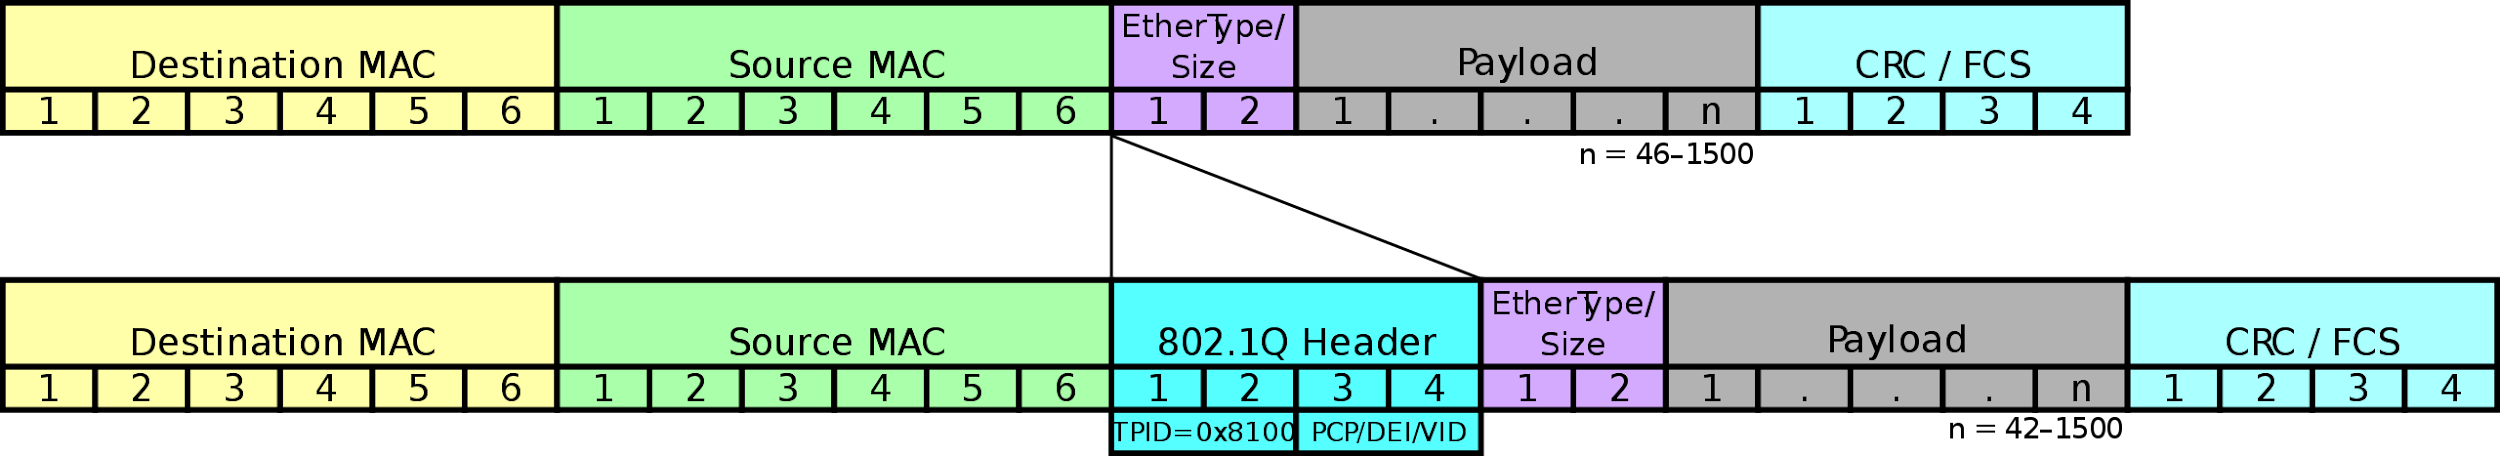 Destination MAC Source MAC EtherType/ Size Payload CRC / FCS
1 2 3 4 5 6 1 2 3 4 5 6 1 2 1 . . . n 1 2 3 4
n = 46–1500
Destination MAC Source MAC 802.1Q Header EtherType/ Size Payload CRC / FCS
1 2 3 4 5 6 1 2 3 4 5 6 1 2 3 4 1 2 1 . . . n 1 2 3 4
TPID=0x8100 PCP/DEI/VID n = 42–1500